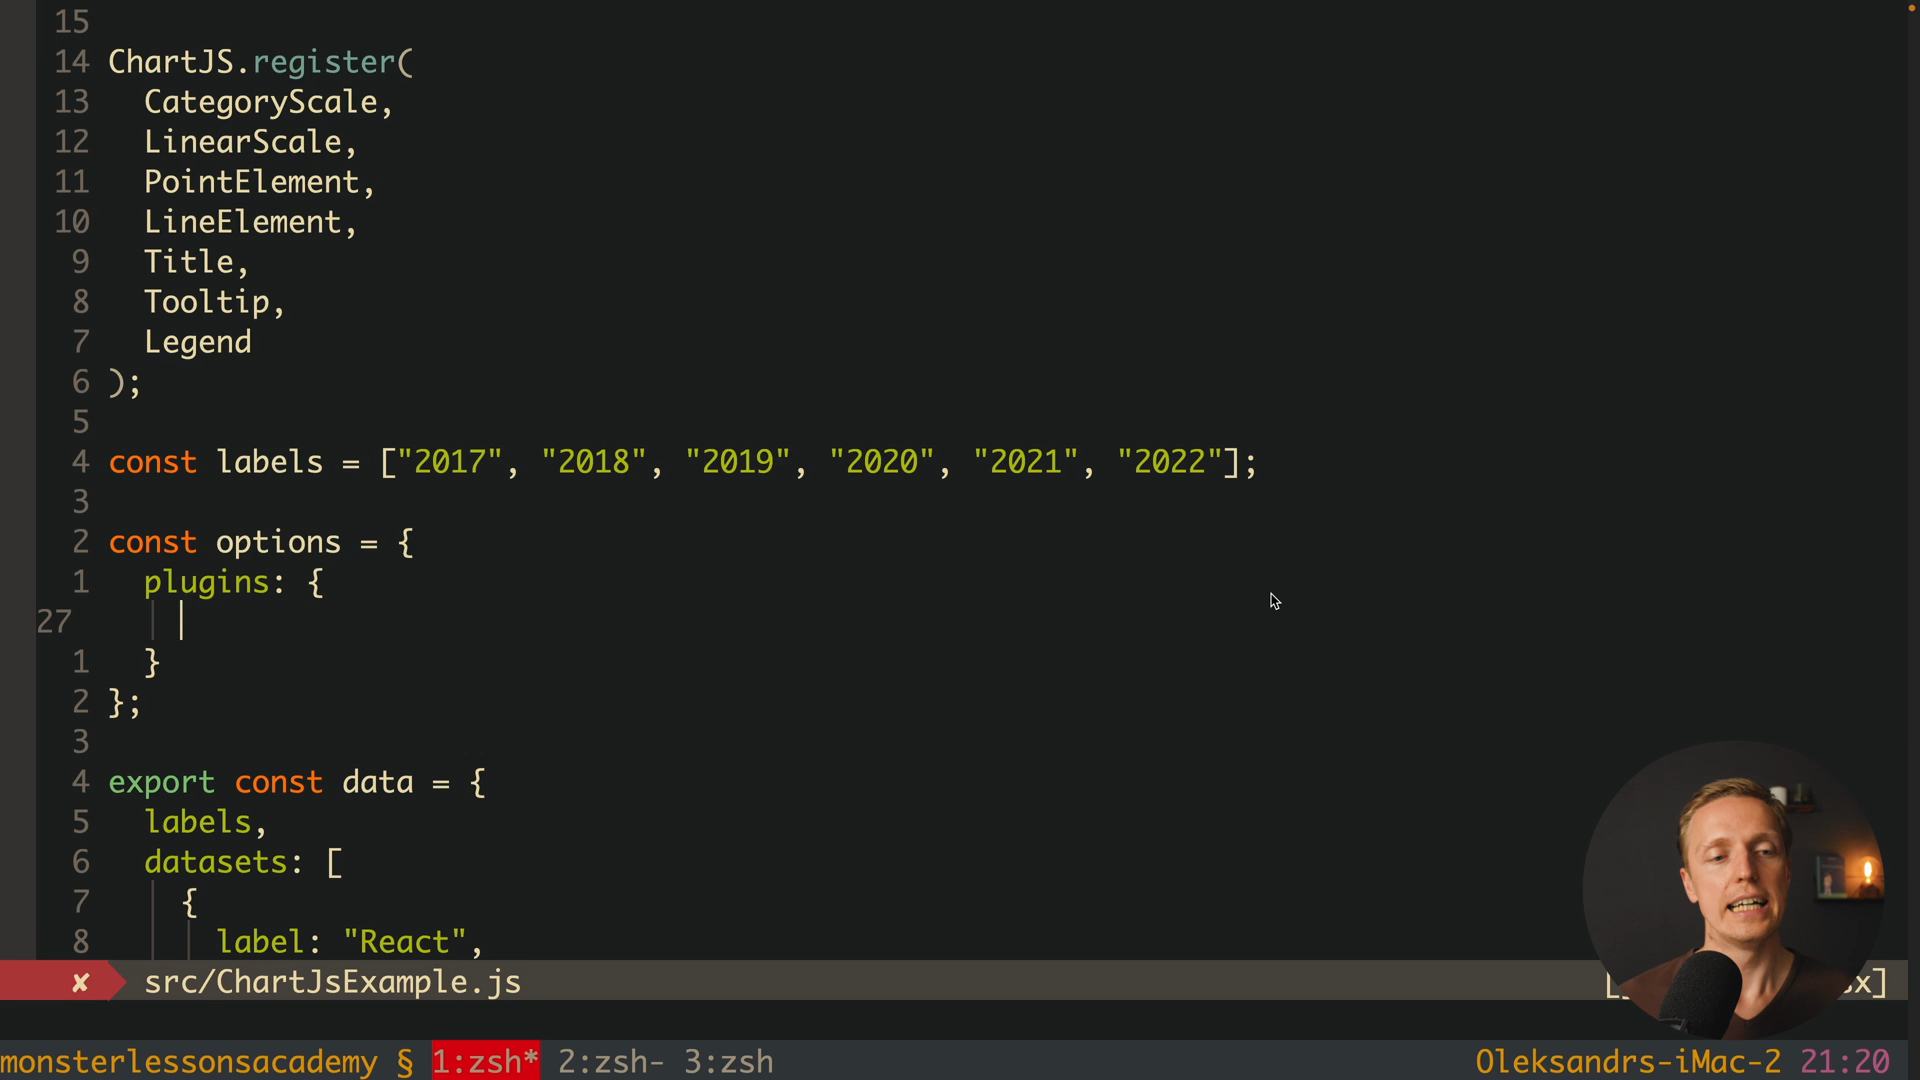 15
14 ChartJS.register(
13 CategoryScale,
12 LinearScale,
11 PointElement,
10 LineElement,
9 Title,
8 Tooltip,
7 Legend
6 );
5
4 const labels = ["2017", "2018", "2019", "2020", "2021", "2022"];
3
2 const options = {
1 plugins: {
27
1 }
2 };
3
4 export const data = {
5 labels,
6 datasets: [
7 {
8 label: "React",
✘ src/ChartJsExample.js
monsterlessonsacademy § 1:zsh* 2:zsh- 3:zsh Oleksandrs-iMac-2 21:20